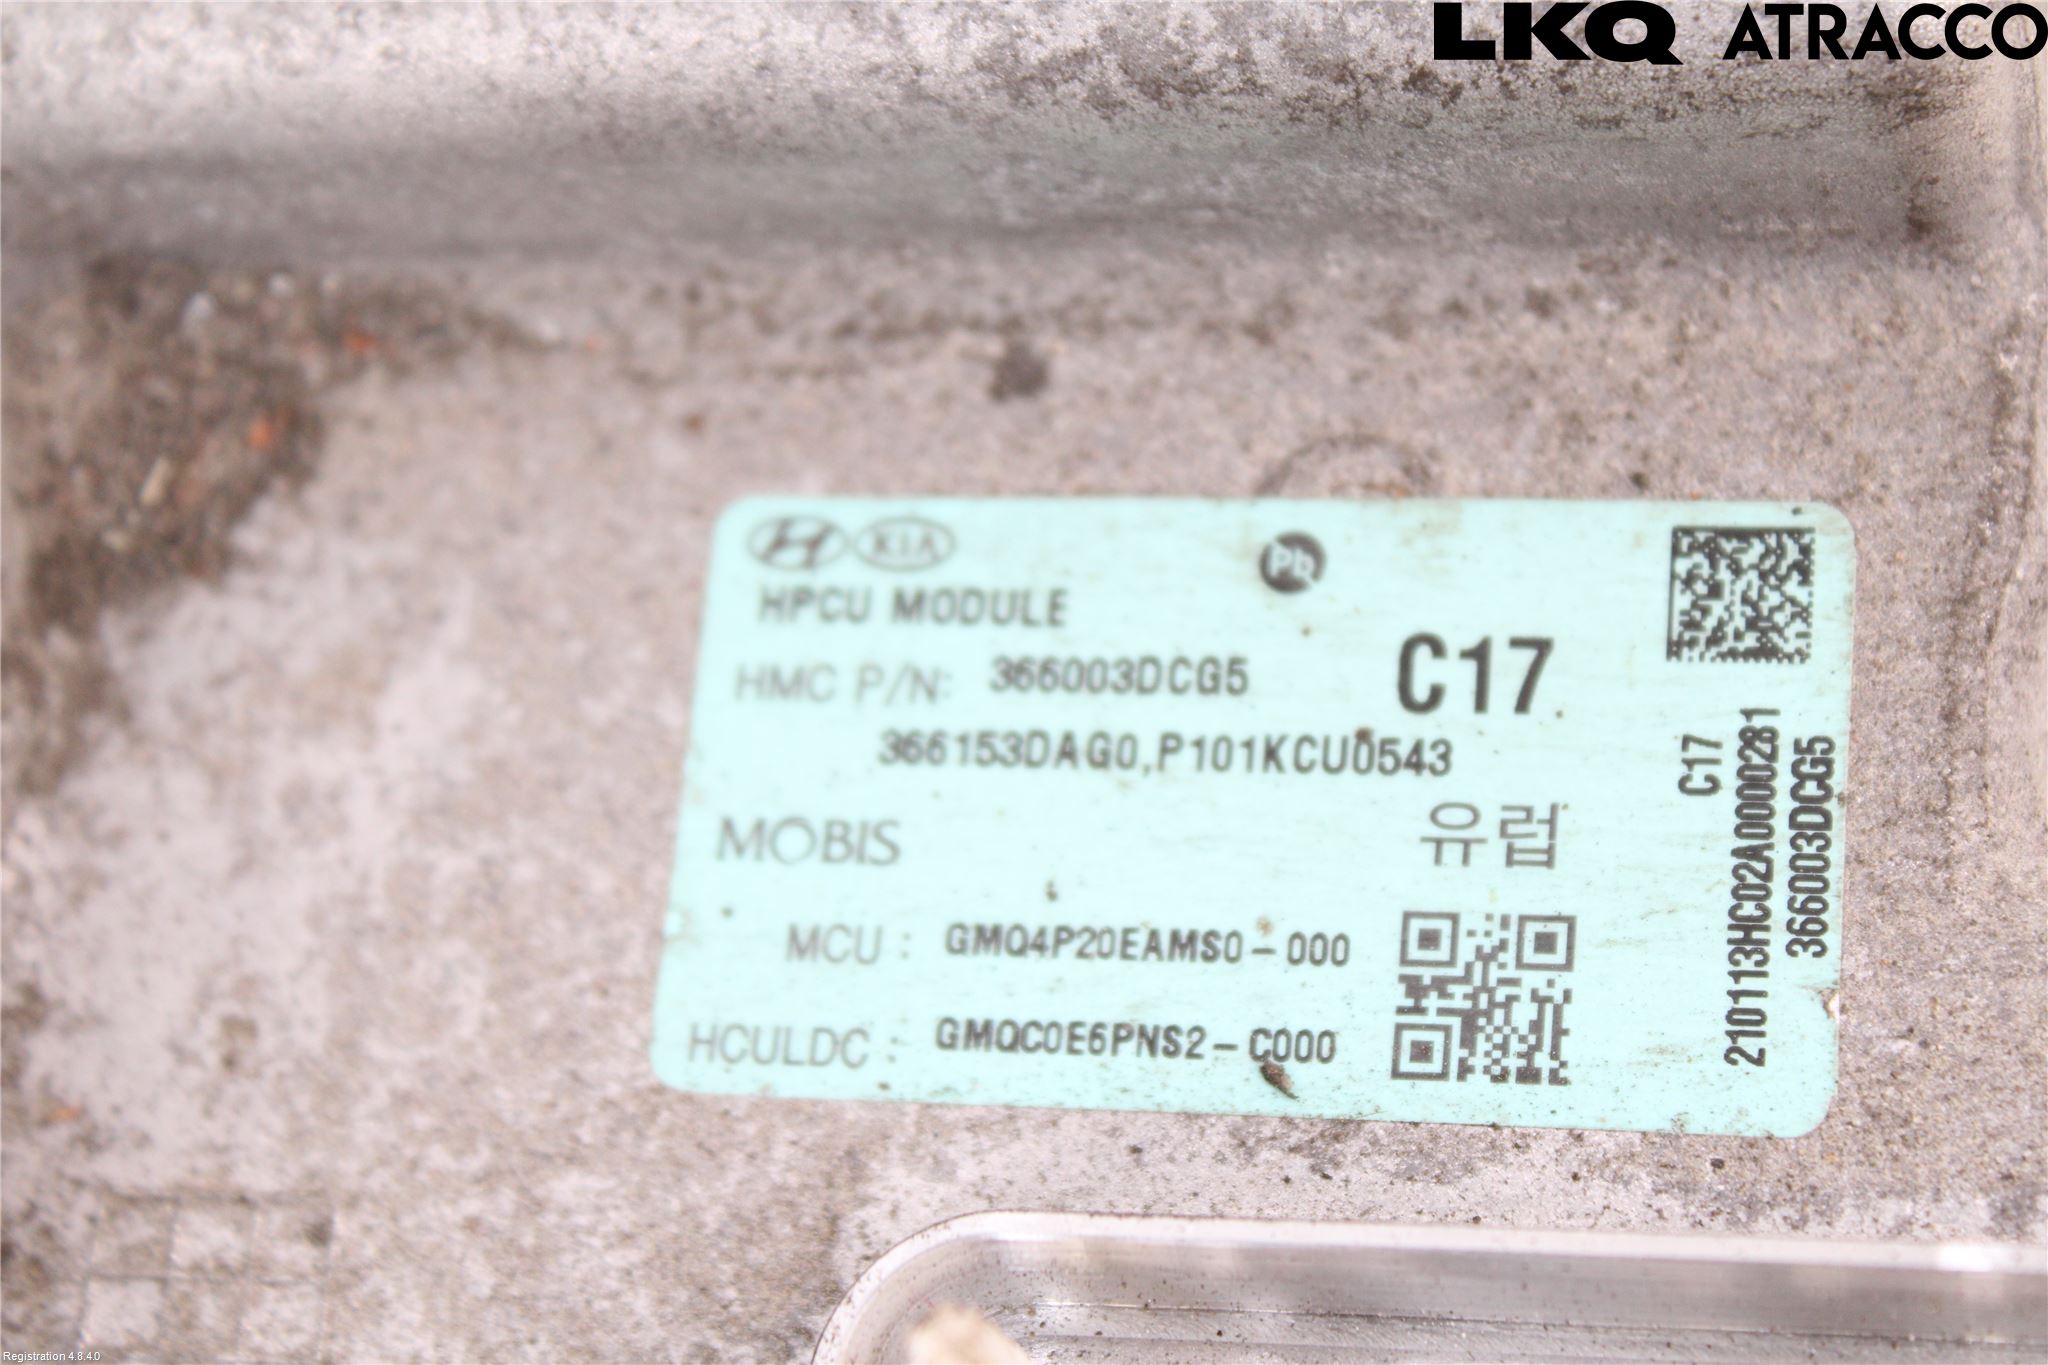 LKQ ATRACCO
KIA
Pb
HPCU MODULE
HMC P/N: 366003DCG5
C17
366153DAG0,P101KCU0543
MOBIS
유럽
MCU : GMQ4P20EAMS0-000
HCULDC : GMQC0E6PNS2-C000
C17
210113HC02A0000281
366003DCG5
Registration 4.8.4.0